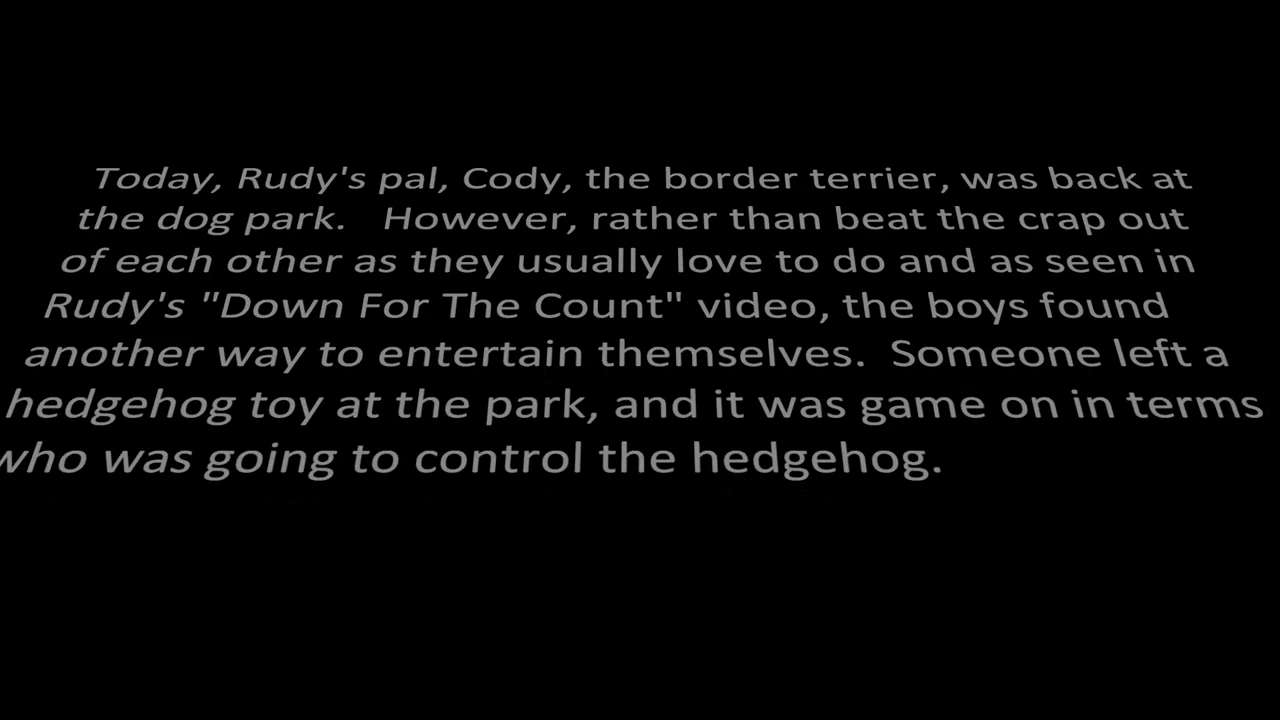 Today, Rudy's pal, Cody, the border terrier, was back at
the dog park.   However, rather than beat the crap out
of each other as they usually love to do and as seen in
Rudy's "Down For The Count" video, the boys found
another way to entertain themselves.  Someone left a
hedgehog toy at the park, and it was game on in terms
who was going to control the hedgehog.